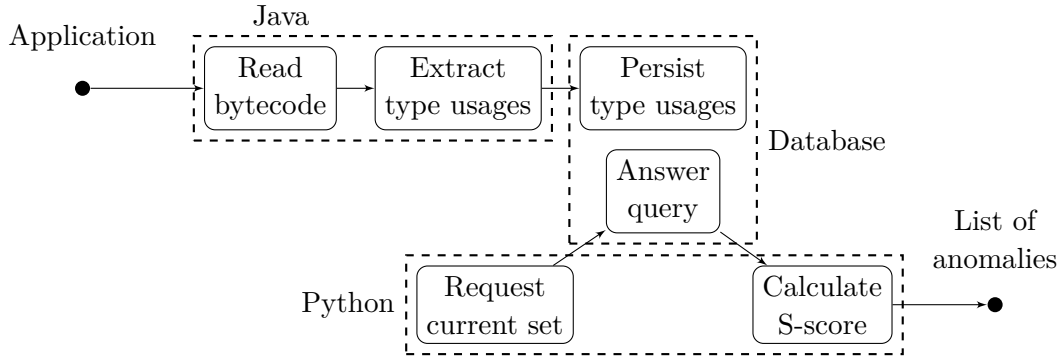 Java
Application
Read
bytecode
Extract
type usages
Persist
type usages
Database
Answer
query
List of
anomalies
Python
Request
current set
Calculate
S-score